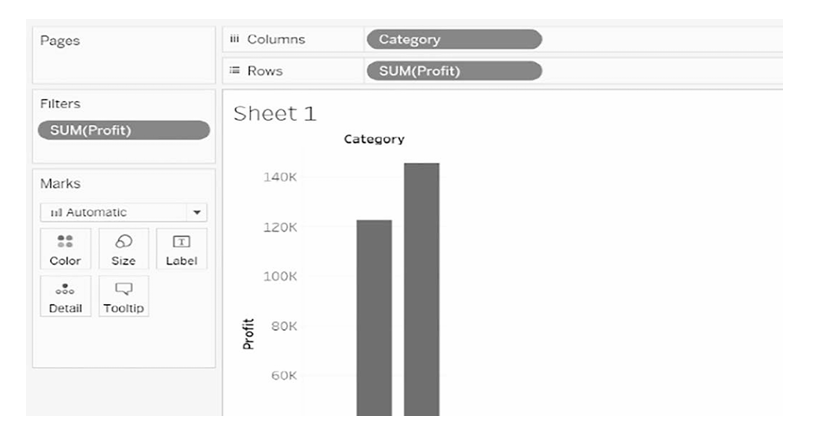 Pages
Columns
Category
Rows
SUM(Profit)
Filters
SUM(Profit)
Marks
Automatic
Color
Size
T
Label
Detail
Tooltip
Sheet 1
Category
140K
120K
100K
80K
60K
Profit